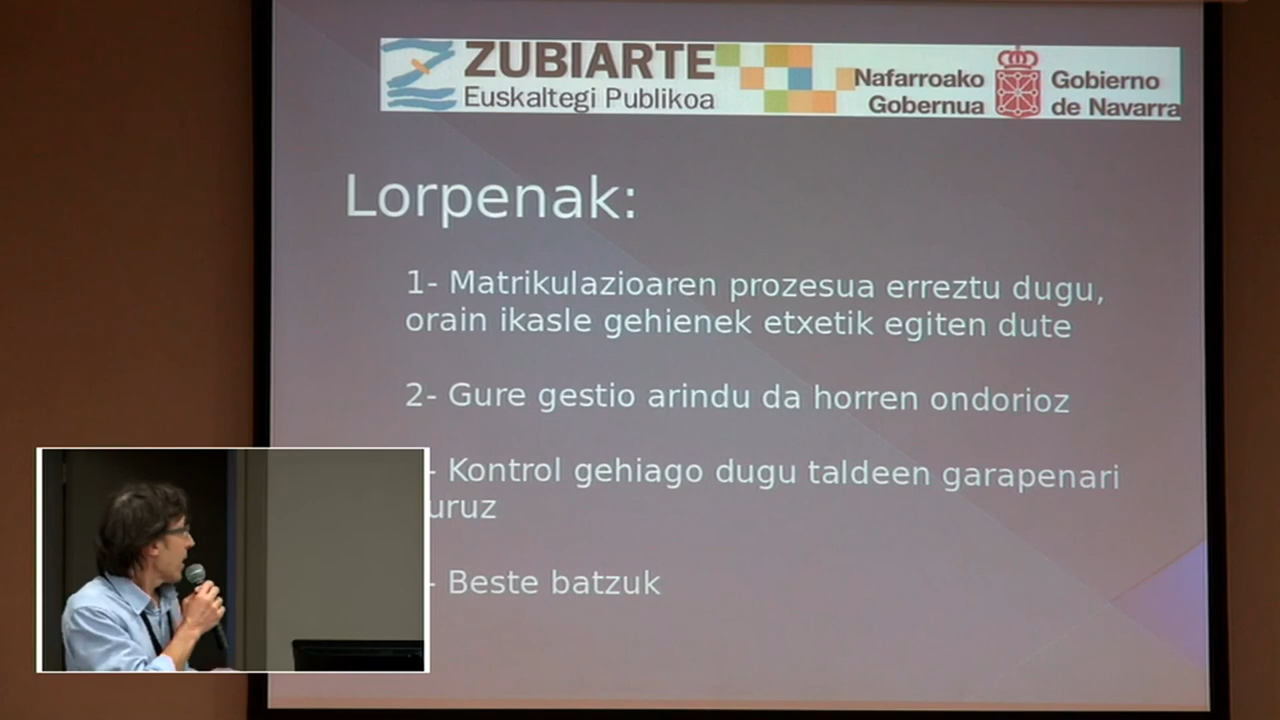 ZUBIARTE
Euskaltegi Publikoa
Nafarroako
Gobernua
Gobierno
de Navarra
Lorpenak:
1- Matrikulazioaren prozesua erreztu dugu,
orain ikasle gehienek etxetik egiten dute
2- Gure gestio arindu da horren ondorioz
- Kontrol gehiago dugu taldeen garapenari
uruz
- Beste batzuk